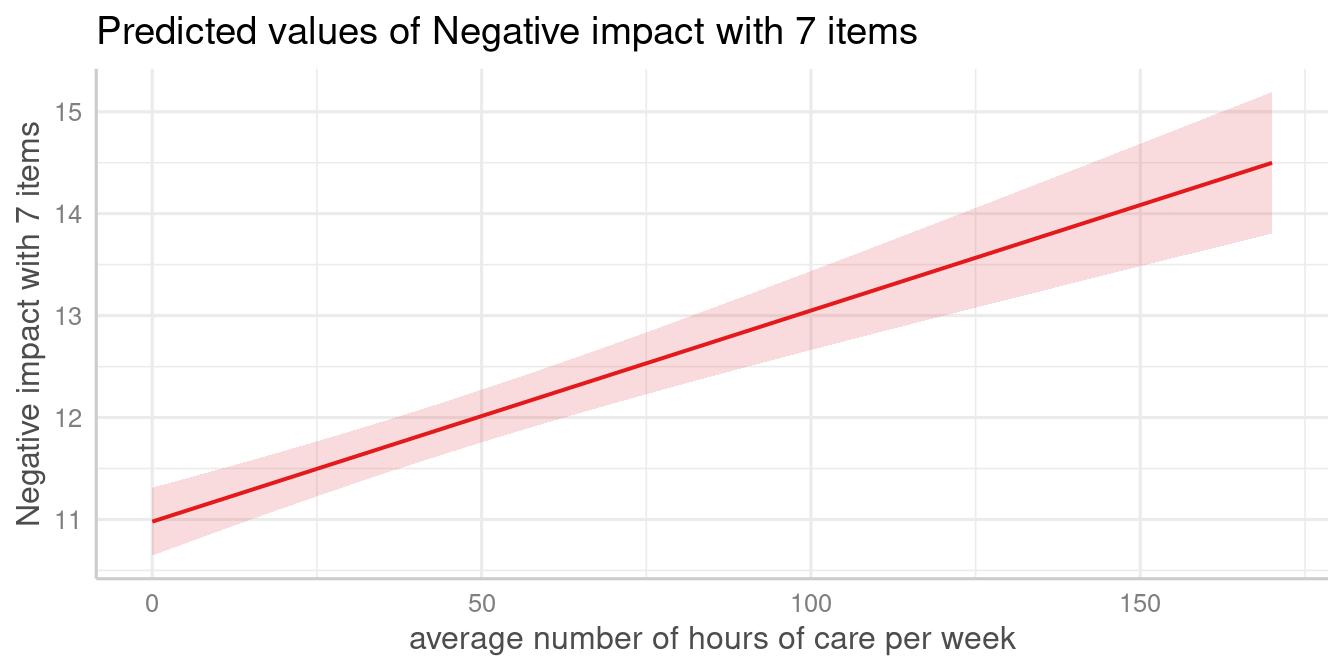 Predicted values of Negative impact with 7 items
Negative impact with 7 items
15
14
13
12
11
0 50 100 150
average number of hours of care per week